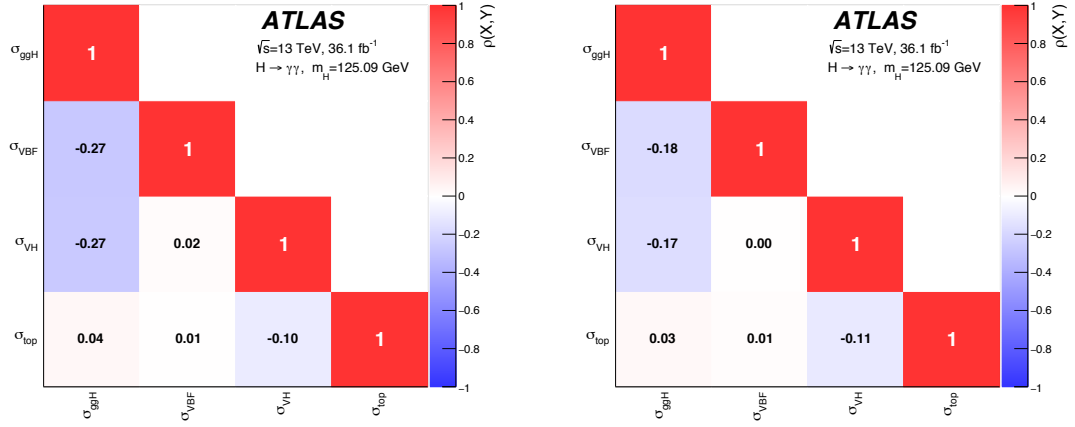 ATLAS
√s=13 TeV, 36.1 fb⁻¹
H → γγ, m_H=125.09 GeV
σ_ggH
1
σ_VBF
-0.27
1
σ_VH
-0.27
0.02
1
σ_top
0.04
0.01
-0.10
1
σ_ggH
σ_VBF
σ_VH
σ_top
ρ(X,Y)
1
0.8
0.6
0.4
0.2
0
−0.2
−0.4
−0.6
−0.8
−1
ATLAS
√s=13 TeV, 36.1 fb⁻¹
H → γγ, m_H=125.09 GeV
σ_ggH
1
σ_VBF
-0.18
1
σ_VH
-0.17
0.00
1
σ_top
0.03
0.01
-0.11
1
σ_ggH
σ_VBF
σ_VH
σ_top
ρ(X,Y)
1
0.8
0.6
0.4
0.2
0
−0.2
−0.4
−0.6
−0.8
−1